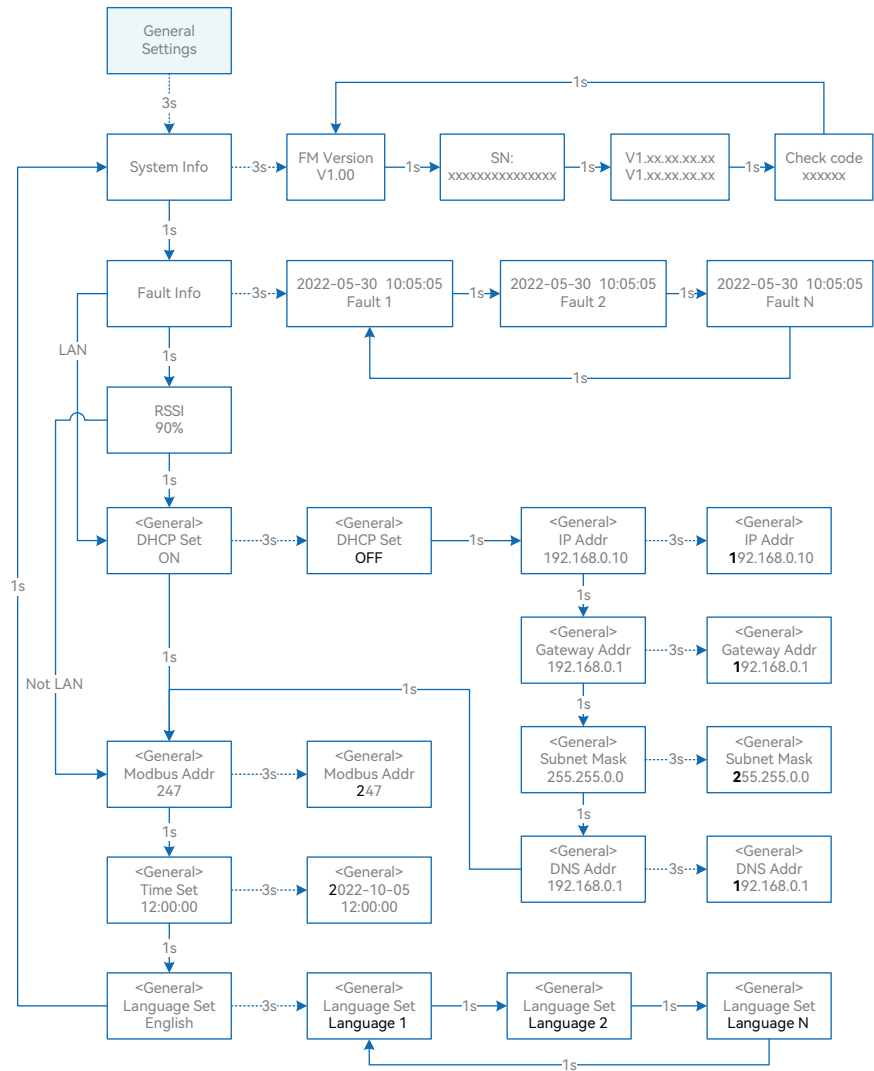 General
Settings
3s
1s
System Info
3s
FM Version
V1.00
1s
SN:
xxxxxxxxxxxxxxx
1s
V1.xx.xx.xx.xx
V1.xx.xx.xx.xx
1s
Check code
xxxxxx
1s
Fault Info
3s
2022-05-30 10:05:05
Fault 1
1s
2022-05-30 10:05:05
Fault 2
1s
2022-05-30 10:05:05
Fault N
LAN
1s
1s
RSSI
90%
1s
<General>
DHCP Set
ON
3s
<General>
DHCP Set
OFF
1s
<General>
IP Addr
192.168.0.10
3s
<General>
IP Addr
192.168.0.10
1s
1s
<General>
Gateway Addr
192.168.0.1
3s
<General>
Gateway Addr
192.168.0.1
1s
Not LAN
1s
1s
<General>
Modbus Addr
247
3s
<General>
Modbus Addr
247
<General>
Subnet Mask
255.255.0.0
3s
<General>
Subnet Mask
255.255.0.0
1s
1s
<General>
Time Set
12:00:00
3s
2022-10-05
12:00:00
<General>
<General>
DNS Addr
192.168.0.1
3s
<General>
DNS Addr
192.168.0.1
1s
<General>
Language Set
English
3s
<General>
Language Set
Language 1
1s
<General>
Language Set
Language 2
1s
<General>
Language Set
Language N
1s